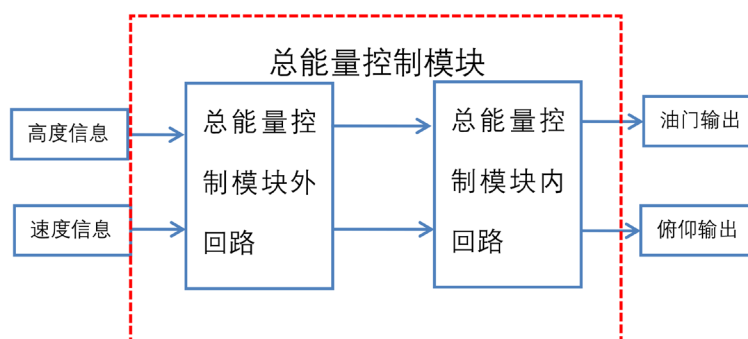 总能量控制模块
高度信息
速度信息
总能量控
制模块外
回路
总能量控
制模块内
回路
油门输出
俯仰输出